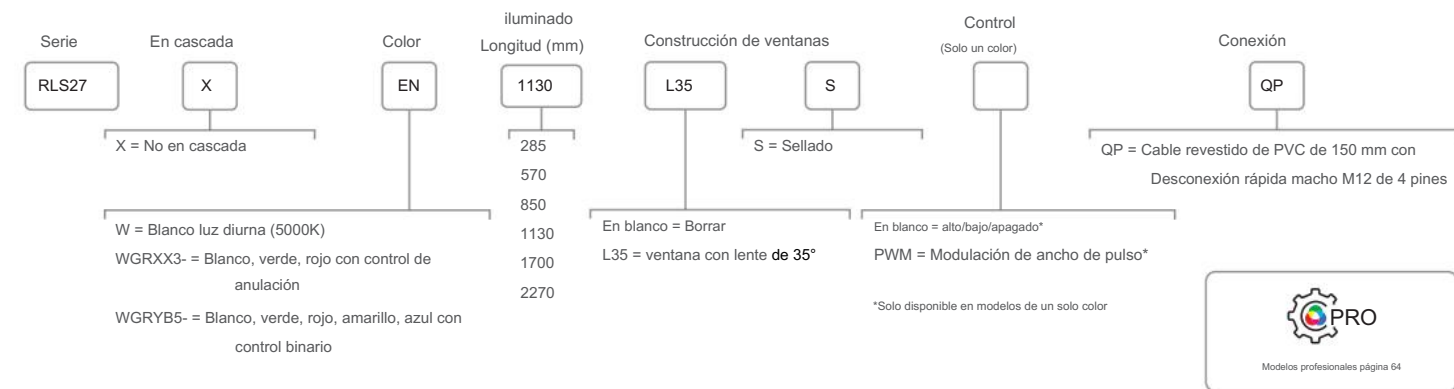 Serie
En cascada
Color
iluminado
Longitud (mm)
Construcción de ventanas
Control
(Solo un color)
Conexión
RLS27
X
EN
1130
L35
S
QP
X = No en cascada
W = Blanco luz diurna (5000K)
WGRXX3- = Blanco, verde, rojo con control de
anulación
WGRYB5- = Blanco, verde, rojo, amarillo, azul con
control binario
285
570
850
1130
1700
2270
En blanco = Borrar
L35 = ventana con lente de 35°
S = Sellado
En blanco = alto/bajo/apagado*
PWM = Modulación de ancho de pulso*
*Solo disponible en modelos de un solo color
QP = Cable revestido de PVC de 150 mm con
Desconexión rápida macho M12 de 4 pines
PRO
Modelos profesionales página 64